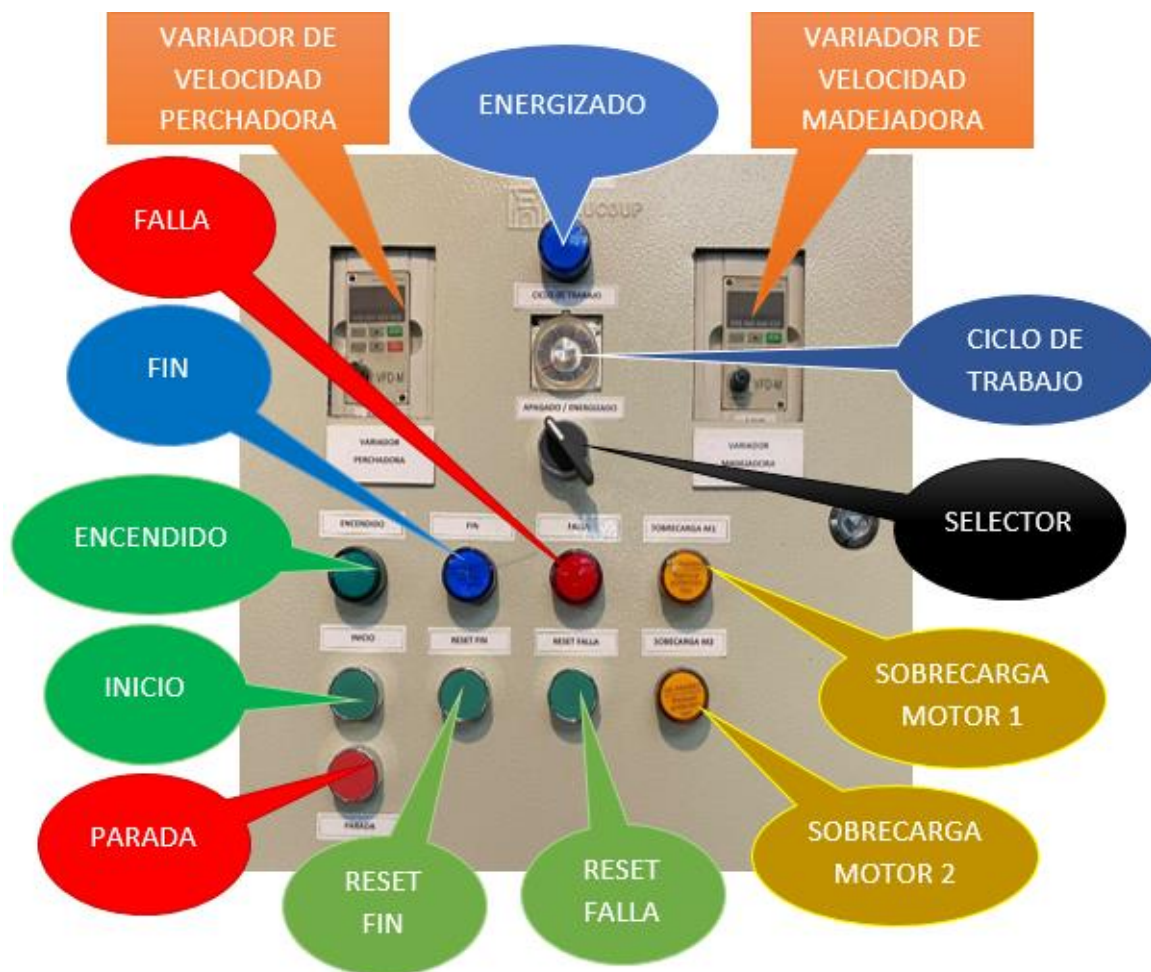 VARIADOR DE
VELOCIDAD
PERCHADORA
ENERGIZADO
VARIADOR DE
VELOCIDAD
MADEJADORA
FALLA
FIN
ENCENDIDO
INICIO
PARADA
RESET
FIN
RESET
FALLA
CICLO DE
TRABAJO
SELECTOR
SOBRECARGA
MOTOR 1
SOBRECARGA
MOTOR 2
CICLO DE TRABAJO
APAGADO / ENERGIZADO
VFD-M
VFD-M
VARIADOR
PERCHADORA
VARIADOR
MADEJADORA
ENCENDIDO
FIN
FALLA
SOBRECARGA M1
INICIO
RESET FIN
RESET FALLA
SOBRECARGA M2
PARADA